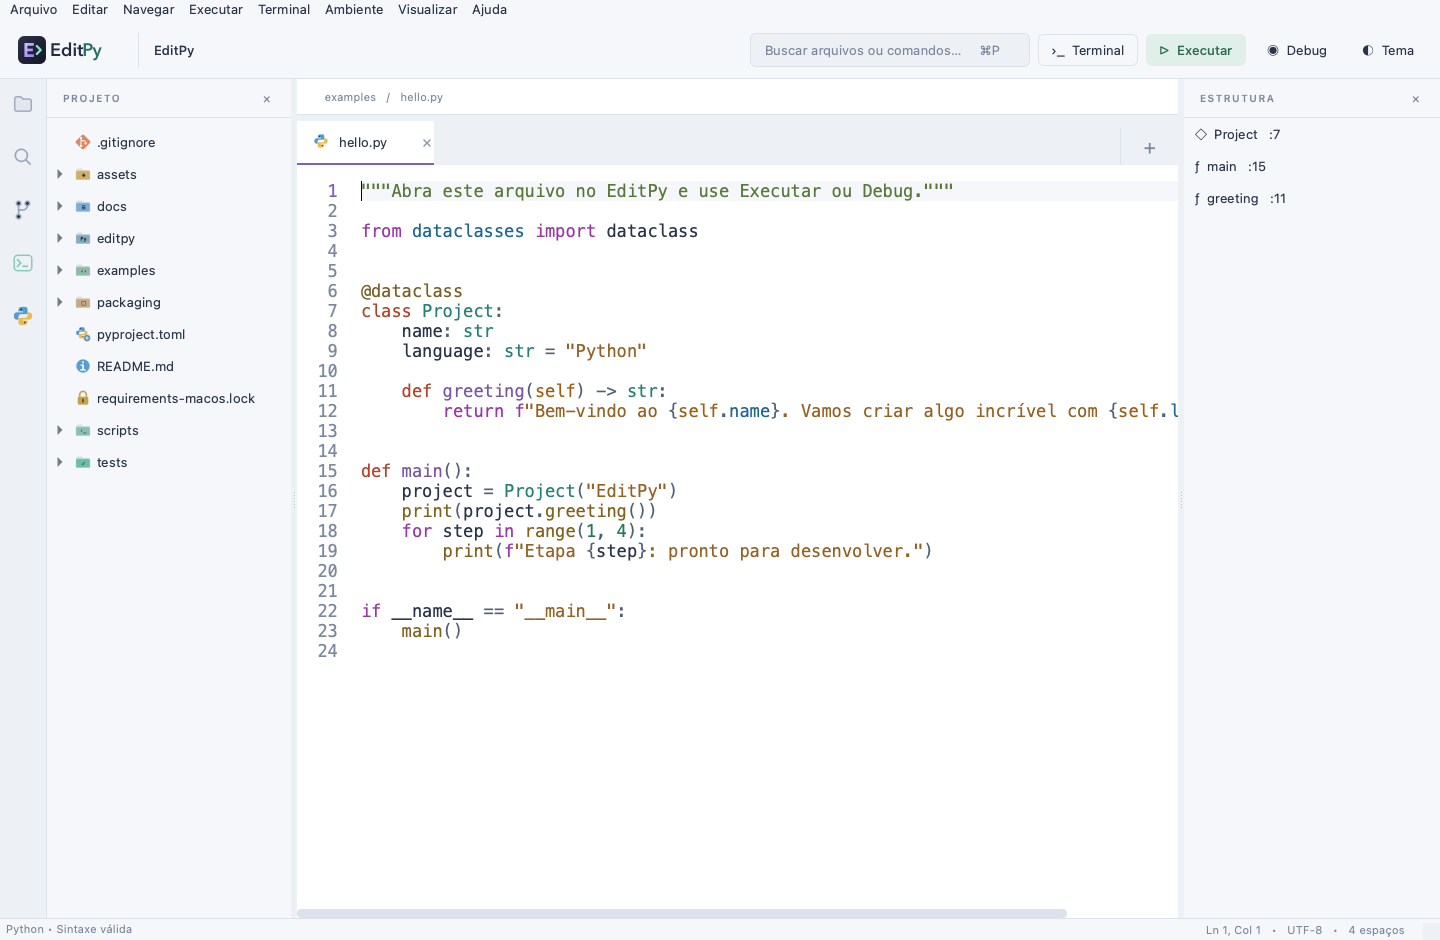 Arquivo Editar Navegar Executar Terminal Ambiente Visualizar Ajuda
E> EditPy
EditPy
Buscar arquivos ou comandos... ⌘P
›_ Terminal
Executar
Debug
Tema
PROJETO ×
.gitignore
assets
docs
editpy
examples
packaging
pyproject.toml
README.md
requirements-macos.lock
scripts
tests
examples / hello.py
hello.py ×
+
1 """Abra este arquivo no EditPy e use Executar ou Debug."""
2
3 from dataclasses import dataclass
4
5
6 @dataclass
7 class Project:
8     name: str
9     language: str = "Python"
10
11     def greeting(self) -> str:
12         return f"Bem-vindo ao {self.name}. Vamos criar algo incrível com {self.l
13
14
15 def main():
16     project = Project("EditPy")
17     print(project.greeting())
18     for step in range(1, 4):
19         print(f"Etapa {step}: pronto para desenvolver.")
20
21
22 if __name__ == "__main__":
23     main()
24
ESTRUTURA ×
◇ Project :7
ƒ main :15
ƒ greeting :11
Python • Sintaxe válida
Ln 1, Col 1 • UTF-8 • 4 espaços